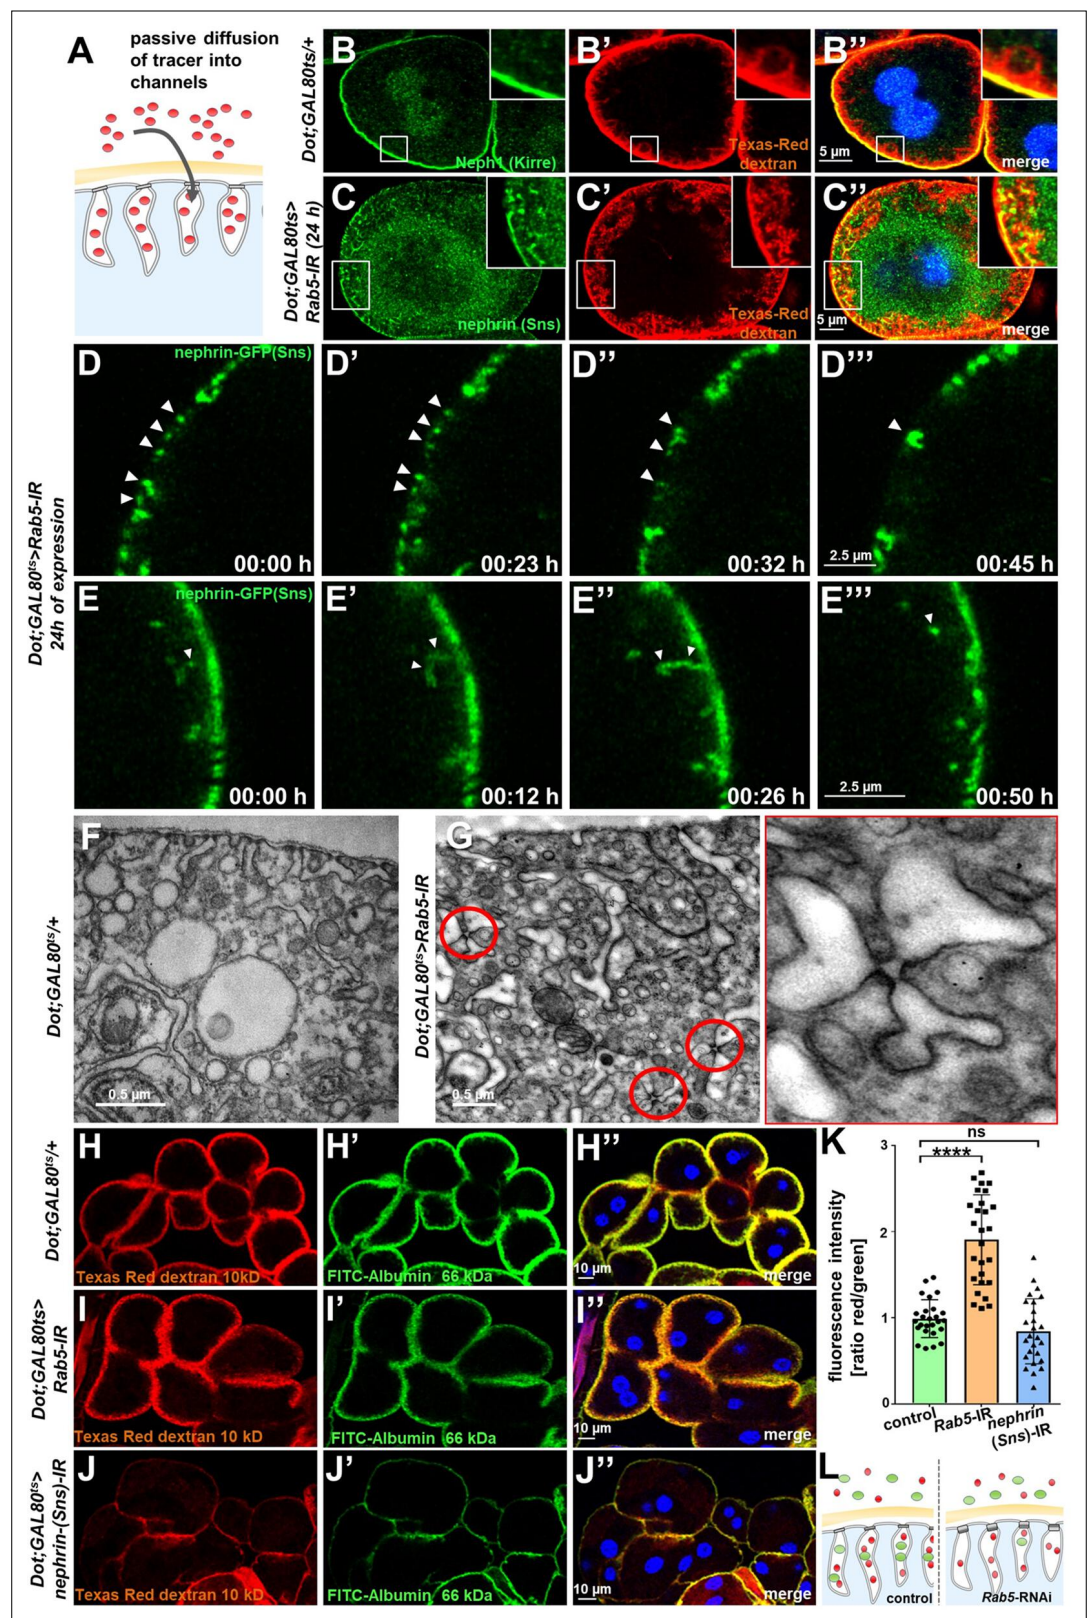 A
passive diffusion
of tracer into
channels
Dot;GAL80ts/+
B
Neph1 (Kirre)
B’
Texas-Red
dextran
B’’
5 µm
merge
Dot;GAL80ts>
Rab5-IR (24 h)
C
nephrin (Sns)
C’
Texas-Red
dextran
C’’
5 µm
merge
Dot;GAL80ts>Rab5-IR
24h of expression
D
nephrin-GFP(Sns)
00:00 h
D’
00:23 h
D’’
00:32 h
D’’’
2.5 µm
00:45 h
E
nephrin-GFP(Sns)
00:00 h
E’
00:12 h
E’’
00:26 h
E’’’
2.5 µm
00:50 h
Dot;GAL80ts/+
F
0.5 µm
Dot;GAL80ts>Rab5-IR
G
0.5 µm
Dot;GAL80ts/+
H
Texas Red dextran 10kD
H’
FITC-Albumin 66 kDa
H’’
10 µm
merge
Dot;GAL80ts>
Rab5-IR
I
Texas Red dextran 10 kD
I’
FITC-Albumin 66 kDa
I’’
10 µm
merge
Dot;GAL80ts>
nephrin-(Sns)-IR
J
Texas Red dextran 10 kD
J’
FITC-Albumin 66 kDa
J’’
10 µm
merge
K
ns
****
fluorescence intensity
[ratio red/green]
3
2
1
0
control
Rab5-IR
nephrin
(Sns)-IR
L
control
Rab5-RNAi